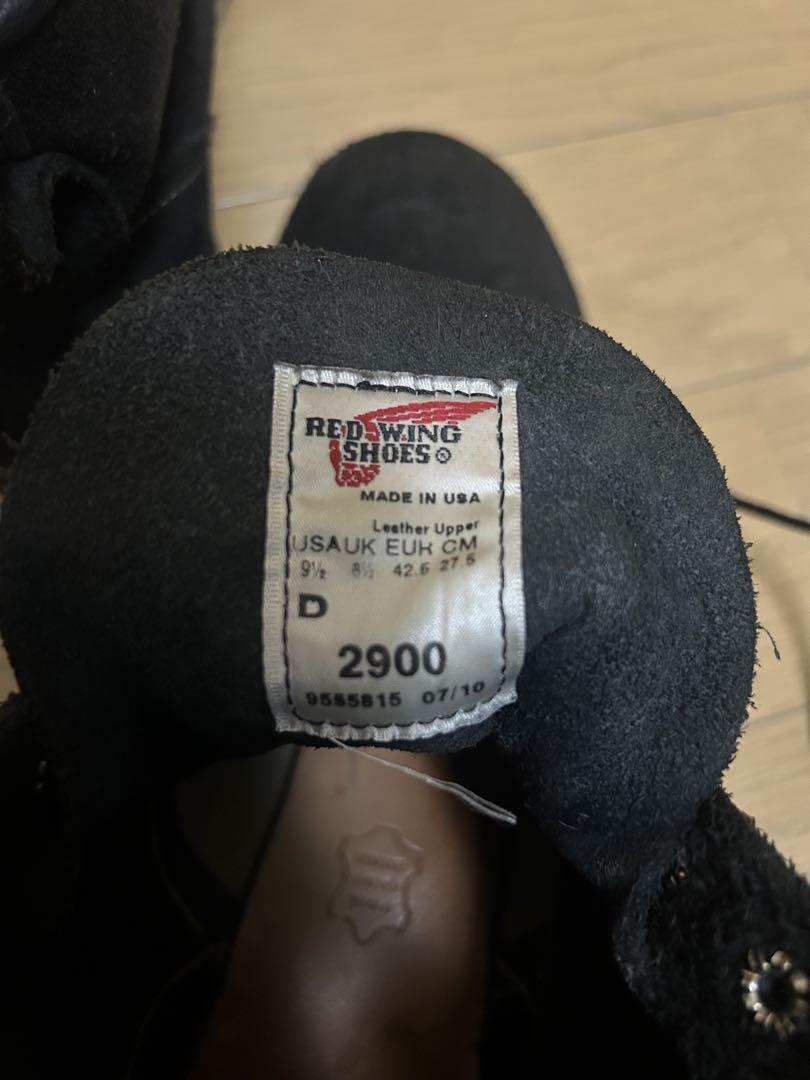 RED WING
SHOES®
MADE IN USA
Leather Upper
USA UK EUR CM
9½ 8½ 42.5 27.5
D
2900
9555815 07/10